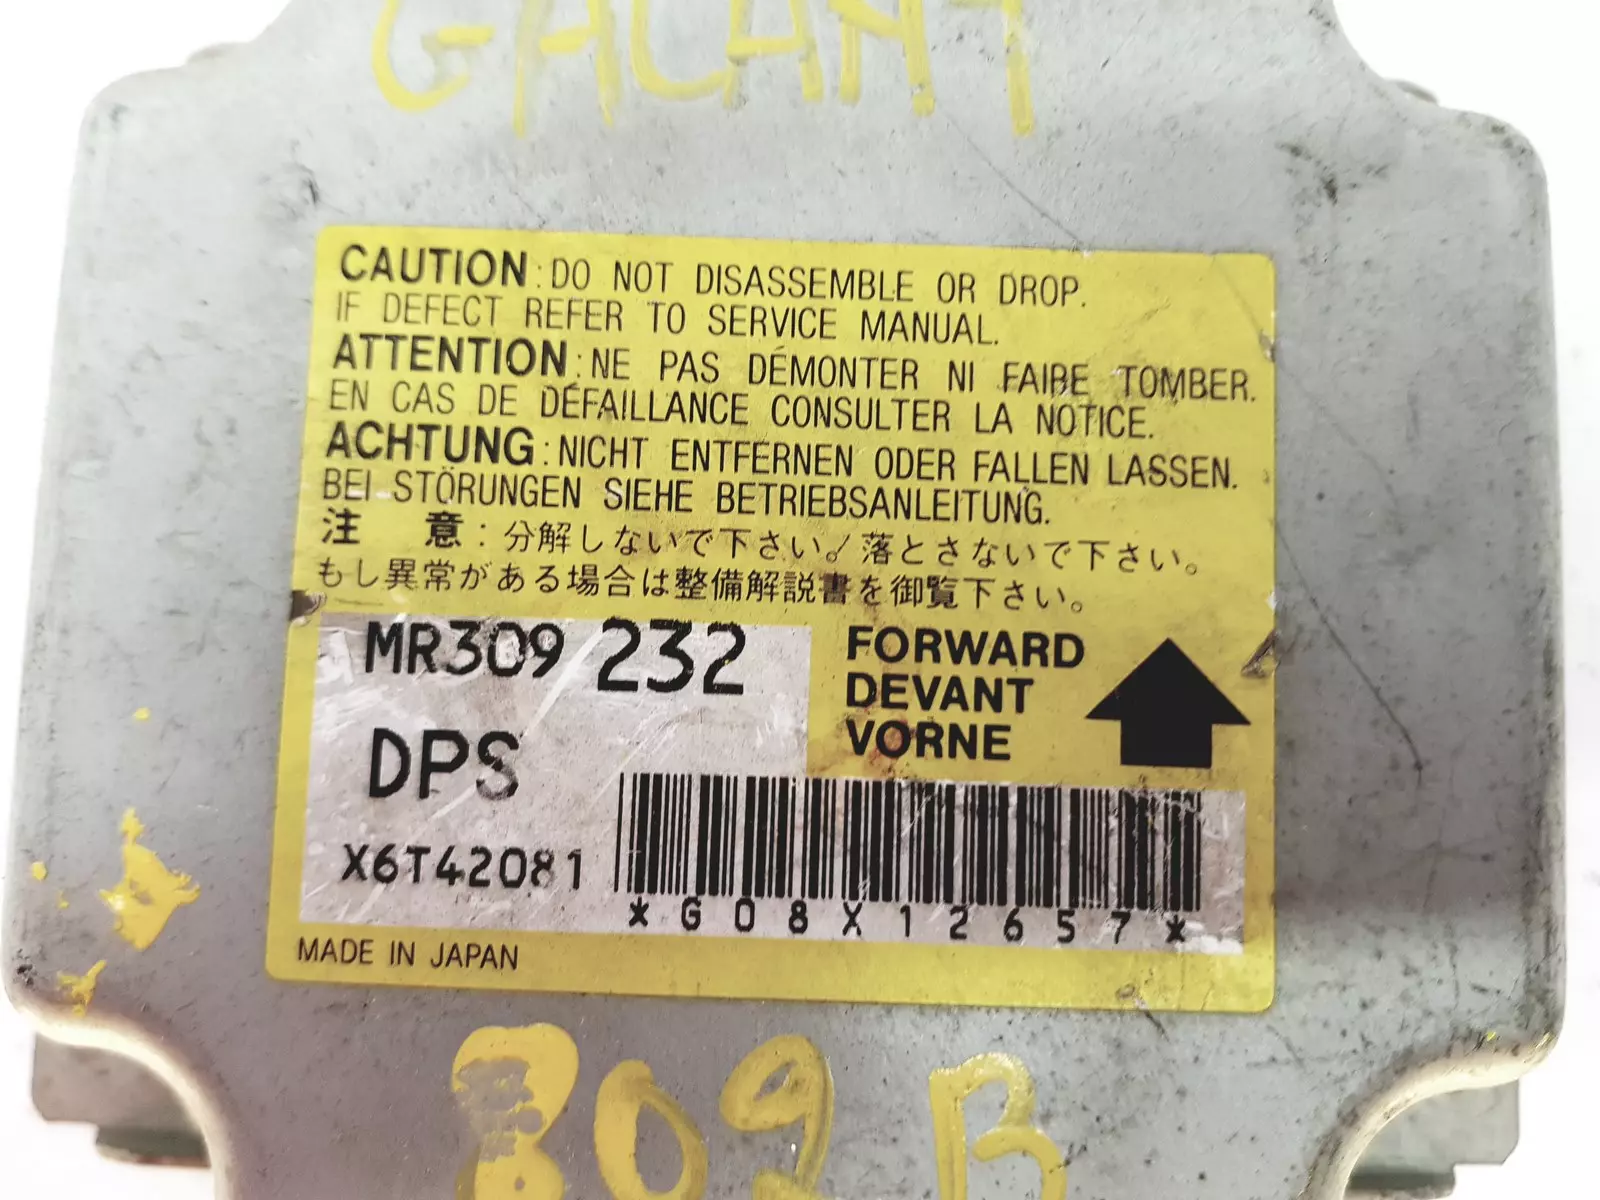 GALANT
CAUTION : DO NOT DISASSEMBLE OR DROP.
IF DEFECT REFER TO SERVICE MANUAL.
ATTENTION : NE PAS DÉMONTER NI FAIRE TOMBER.
EN CAS DE DÉFAILLANCE CONSULTER LA NOTICE.
ACHTUNG : NICHT ENTFERNEN ODER FALLEN LASSEN.
BEI STÖRUNGEN SIEHE BETRIEBSANLEITUNG.
注 意：分解しないで下さい。／落とさないで下さい。
もし異常がある場合は整備解説書を御覧下さい。
MR309 232
FORWARD
DEVANT
VORNE
DPS
X6T42081
*G08X12657*
MADE IN JAPAN
809 B